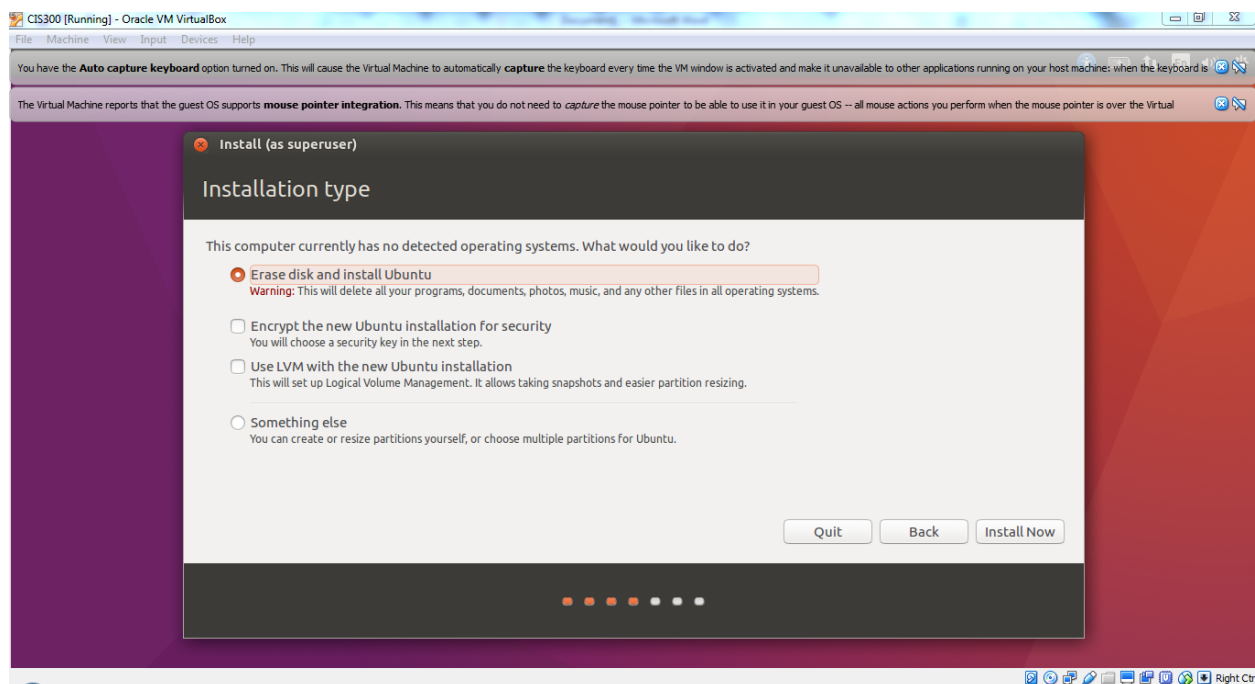 CIS300 [Running] - Oracle VM VirtualBox
File Machine View Input Devices Help
You have the Auto capture keyboard option turned on. This will cause the Virtual Machine to automatically capture the keyboard every time the VM window is activated and make it unavailable to other applications running on your host machine: when the keyboard is
The Virtual Machine reports that the guest OS supports mouse pointer integration. This means that you do not need to capture the mouse pointer to be able to use it in your guest OS -- all mouse actions you perform when the mouse pointer is over the Virtual
Install (as superuser)
Installation type
This computer currently has no detected operating systems. What would you like to do?
Erase disk and install Ubuntu
Warning: This will delete all your programs, documents, photos, music, and any other files in all operating systems.
Encrypt the new Ubuntu installation for security
You will choose a security key in the next step.
Use LVM with the new Ubuntu installation
This will set up Logical Volume Management. It allows taking snapshots and easier partition resizing.
Something else
You can create or resize partitions yourself, or choose multiple partitions for Ubuntu.
Quit Back Install Now
Right Ctr